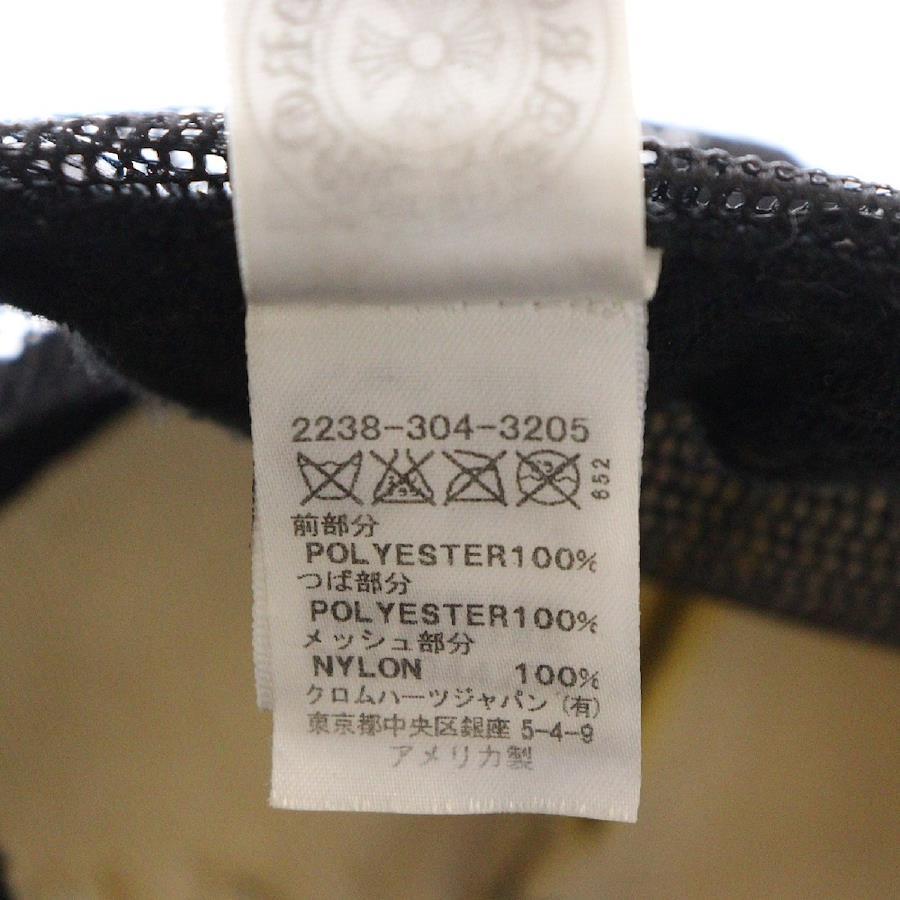 2238-304-3205
652
前部分
POLYESTER100%
つば部分
POLYESTER100%
メッシュ部分
NYLON 100%
クロムハーツジャパン(有)
東京都中央区銀座 5-4-9
アメリカ製